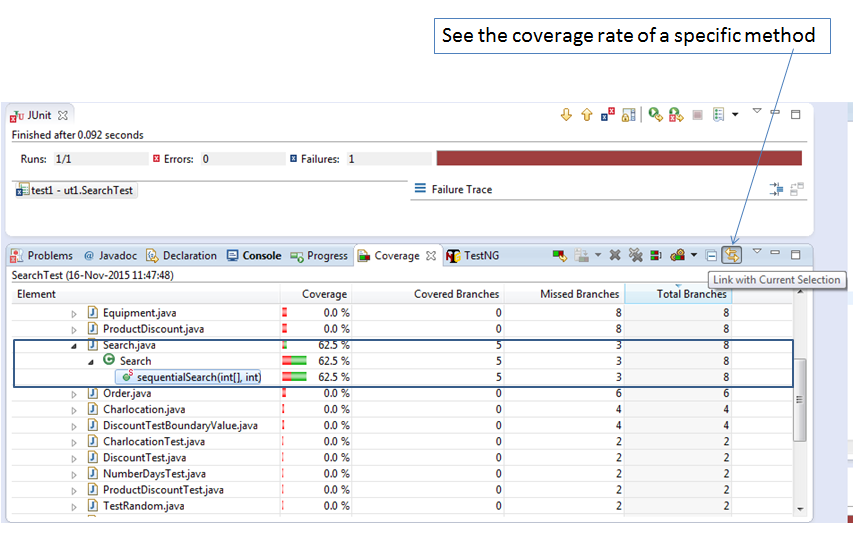 See the coverage rate of a specific method
JUnit
Finished after 0.092 seconds
Runs: 1/1 Errors: 0 Failures: 1
test1 - ut1.SearchTest Failure Trace
Problems @ Javadoc Declaration Console Progress Coverage TestNG
SearchTest (16-Nov-2015 11:47:48) Link with Current Selection
Element Coverage Covered Branches Missed Branches Total Branches
Equipment.java 0.0 % 0 8 8
ProductDiscount.java 0.0 % 0 8 8
Search.java 62.5 % 5 3 8
Search 62.5 % 5 3 8
sequentialSearch(int[], int) 62.5 % 5 3 8
Order.java 0.0 % 0 6 6
Charlocation.java 0.0 % 0 4 4
DiscountTestBoundaryValue.java 0.0 % 0 4 4
CharlocationTest.java 0.0 % 0 2 2
DiscountTest.java 0.0 % 0 2 2
NumberDaysTest.java 0.0 % 0 2 2
ProductDiscountTest.java 0.0 % 0 2 2
TestRandom.java 0.0 % 0 2 2